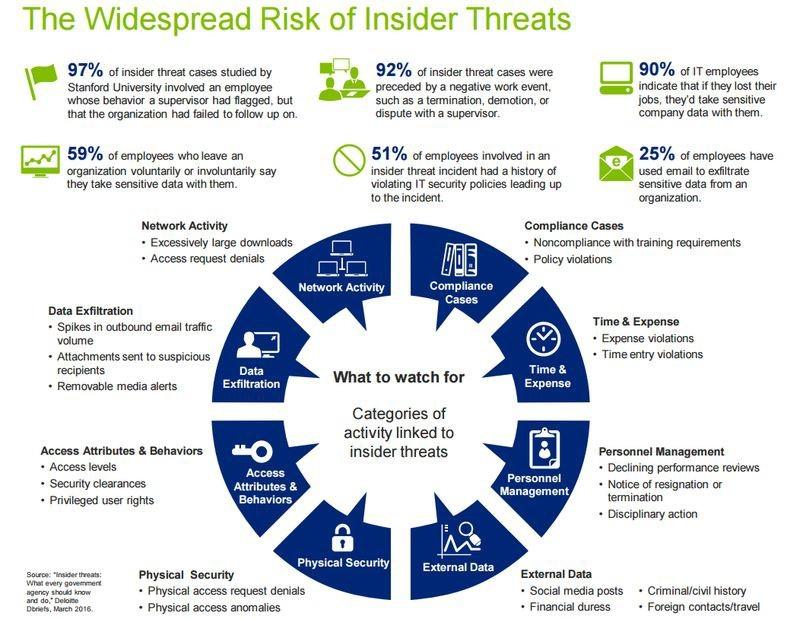 The Widespread Risk of Insider Threats
97% of insider threat cases studied by
Stanford University involved an employee
whose behavior a supervisor had flagged, but
that the organization had failed to follow up on.
92% of insider threat cases were
preceded by a negative work event,
such as a termination, demotion, or
dispute with a supervisor.
90% of IT employees
indicate that if they lost their
jobs, they'd take sensitive
company data with them.
59% of employees who leave an
organization voluntarily or involuntarily say
they take sensitive data with them.
51% of employees involved in an
insider threat incident had a history of
violating IT security policies leading up
to the incident.
e
25% of employees have
used email to exfiltrate
sensitive data from an
organization.
Network Activity
• Excessively large downloads
• Access request denials
Compliance Cases
• Noncompliance with training requirements
• Policy violations
Network Activity
Compliance
Cases
Data Exfiltration
• Spikes in outbound email traffic
volume
• Attachments sent to suspicious
recipients
• Removable media alerts
Data
Exfiltration
Time &
Expense
Time & Expense
• Expense violations
• Time entry violations
What to watch for
Categories of
activity linked to
insider threats
Access Attributes & Behaviors
• Access levels
• Security clearances
• Privileged user rights
Access
Attributes &
Behaviors
Personnel
Management
Personnel Management
• Declining performance reviews
• Notice of resignation or
termination
• Disciplinary action
Physical Security
External Data
Source: "Insider threats:
What every government
agency should know
and do," Deloitte
Dbriefs, March 2016.
Physical Security
• Physical access request denials
• Physical access anomalies
External Data
• Social media posts
• Financial duress
• Criminal/civil history
• Foreign contacts/travel